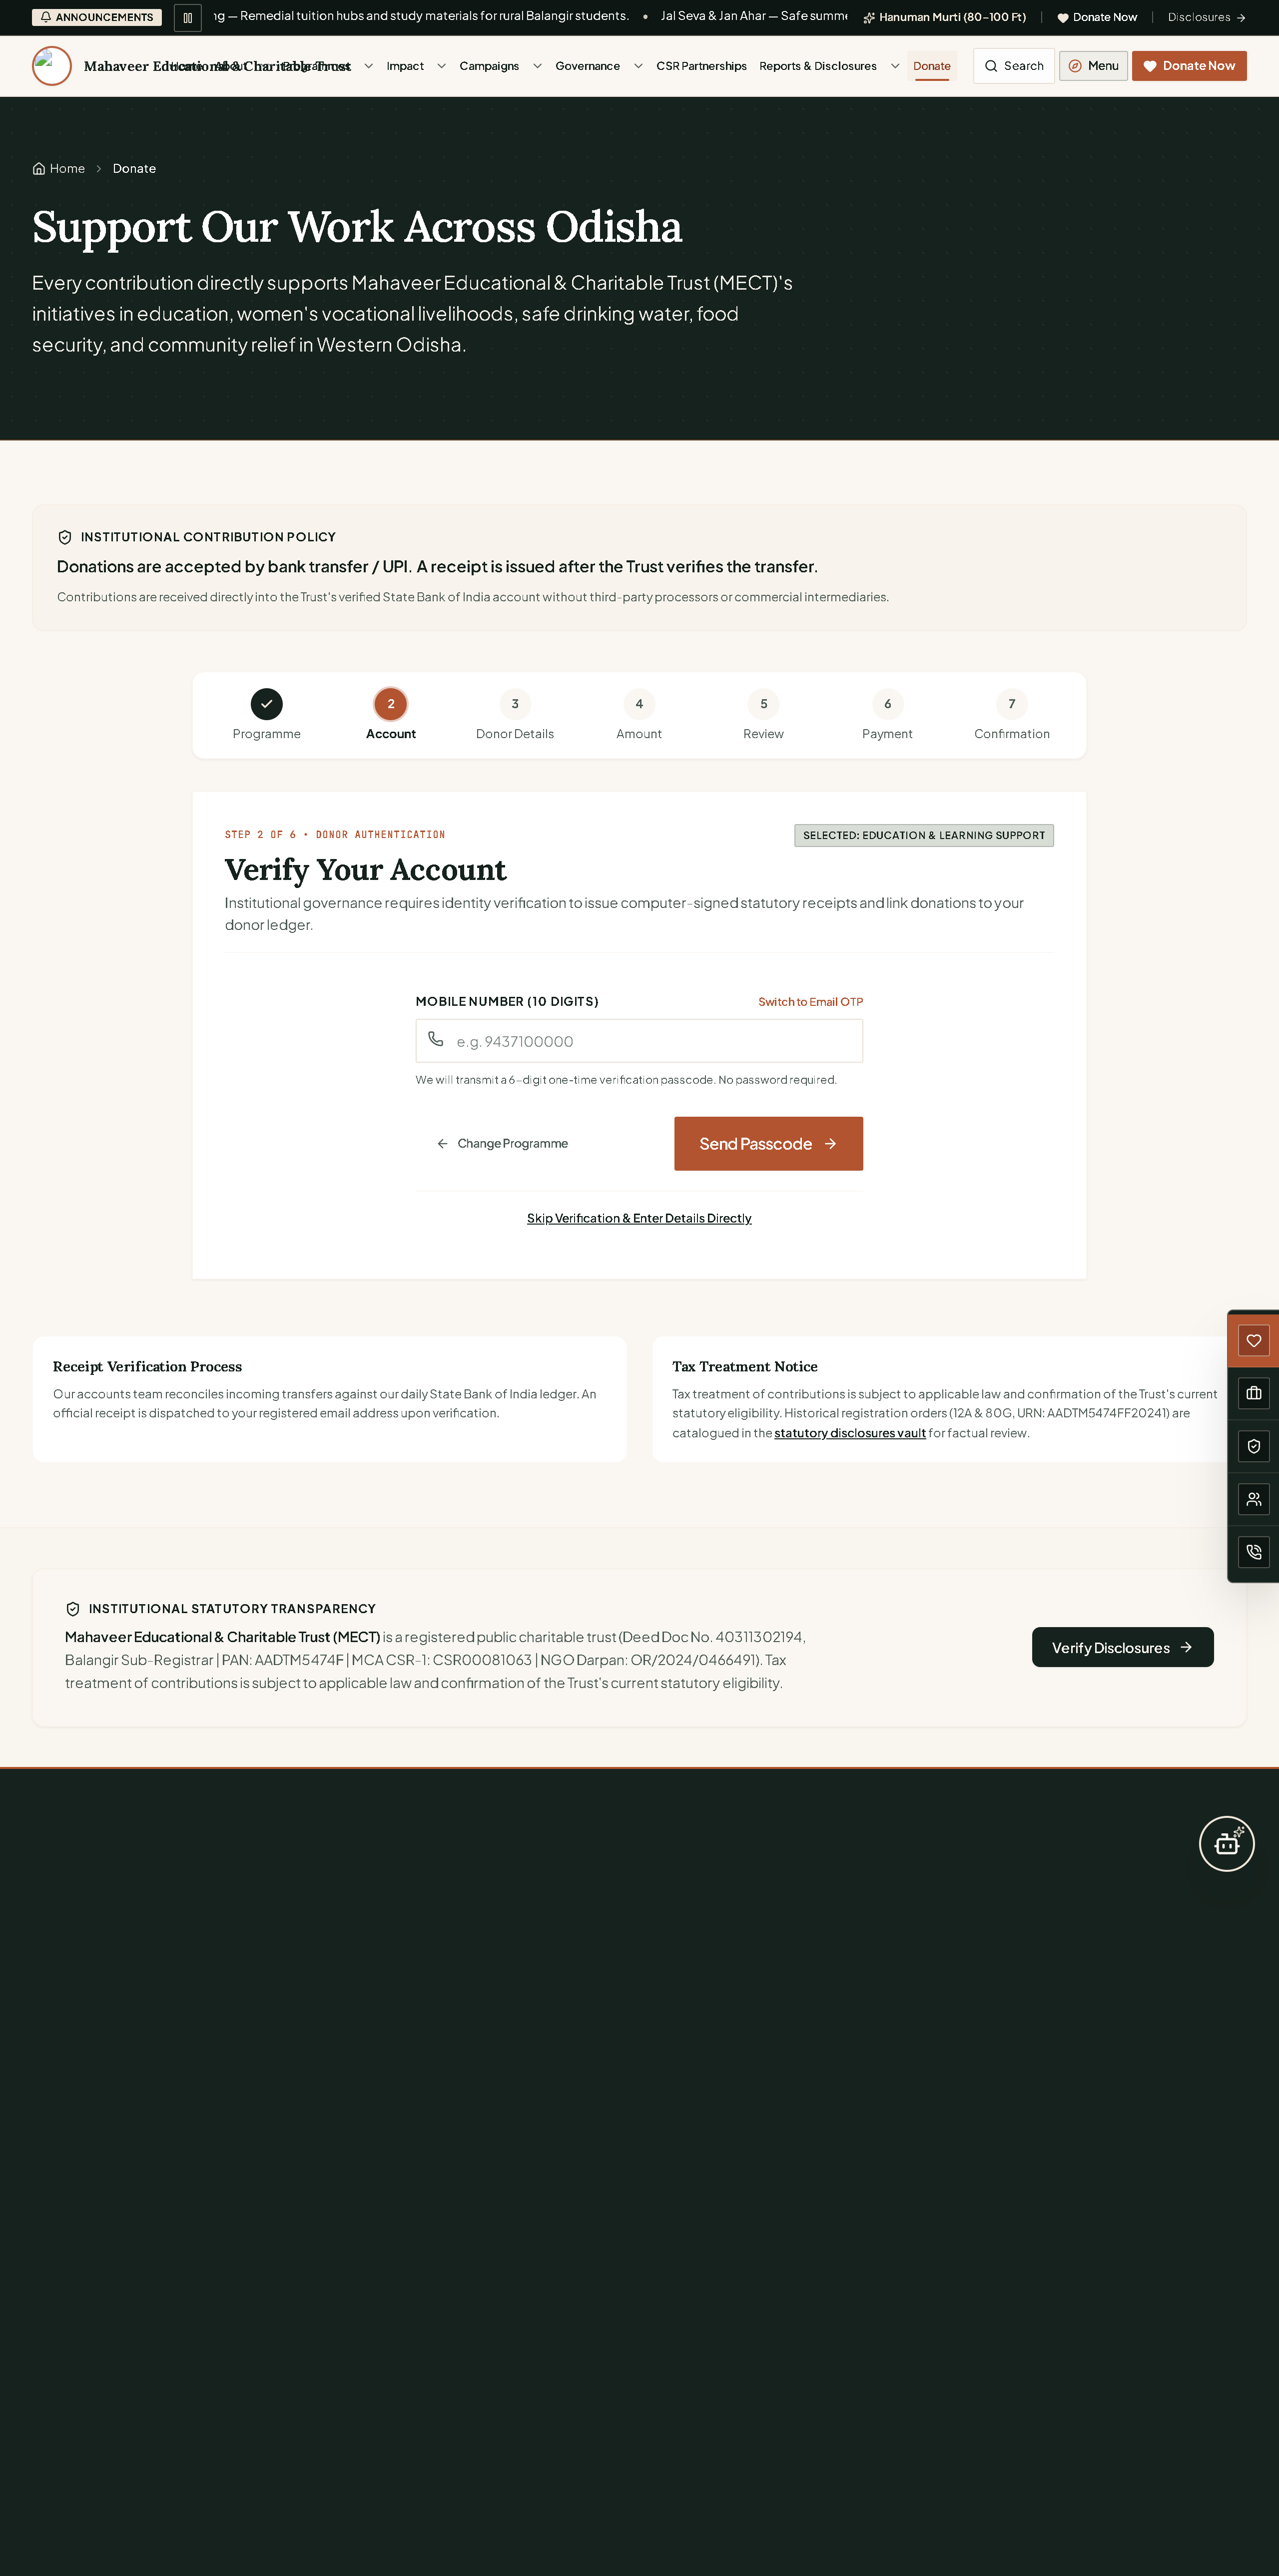 ANNOUNCEMENTS
ng — Remedial tuition hubs and study materials for rural Balangir students. • Jal Seva & Jan Ahar — Safe summe
Hanuman Murti (80–100 Ft)
Donate Now
Disclosures
Mahaveer Educational & Charitable Trust
Home About Programmes Impact Campaigns Governance CSR Partnerships Reports & Disclosures Donate
Search
Menu
Donate Now
Home > Donate
Support Our Work Across Odisha
Every contribution directly supports Mahaveer Educational & Charitable Trust (MECT)'s
initiatives in education, women's vocational livelihoods, safe drinking water, food
security, and community relief in Western Odisha.
INSTITUTIONAL CONTRIBUTION POLICY
Donations are accepted by bank transfer / UPI. A receipt is issued after the Trust verifies the transfer.
Contributions are received directly into the Trust's verified State Bank of India account without third-party processors or commercial intermediaries.
2 3 4 5 6 7
Programme Account Donor Details Amount Review Payment Confirmation
STEP 2 OF 6 • DONOR AUTHENTICATION
SELECTED: EDUCATION & LEARNING SUPPORT
Verify Your Account
Institutional governance requires identity verification to issue computer-signed statutory receipts and link donations to your
donor ledger.
MOBILE NUMBER (10 DIGITS)
Switch to Email OTP
e.g. 9437100000
We will transmit a 6-digit one-time verification passcode. No password required.
Change Programme
Send Passcode
Skip Verification & Enter Details Directly
Receipt Verification Process
Our accounts team reconciles incoming transfers against our daily State Bank of India ledger. An
official receipt is dispatched to your registered email address upon verification.
Tax Treatment Notice
Tax treatment of contributions is subject to applicable law and confirmation of the Trust's current
statutory eligibility. Historical registration orders (12A & 80G, URN: AADTM5474FF20241) are
catalogued in the statutory disclosures vault for factual review.
INSTITUTIONAL STATUTORY TRANSPARENCY
Mahaveer Educational & Charitable Trust (MECT) is a registered public charitable trust (Deed Doc No. 40311302194,
Balangir Sub-Registrar | PAN: AADTM5474F | MCA CSR-1: CSR00081063 | NGO Darpan: OR/2024/0466491). Tax
treatment of contributions is subject to applicable law and confirmation of the Trust's current statutory eligibility.
Verify Disclosures